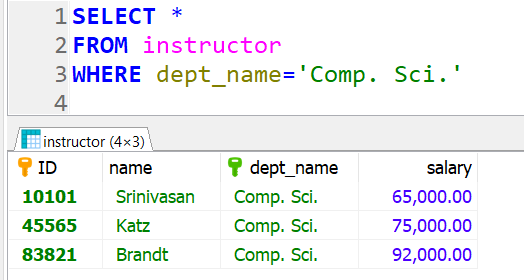 1 SELECT *
2 FROM instructor
3 WHERE dept_name='Comp. Sci.'
4
instructor (4×3)
ID name dept_name salary
10101 Srinivasan Comp. Sci. 65,000.00
45565 Katz Comp. Sci. 75,000.00
83821 Brandt Comp. Sci. 92,000.00